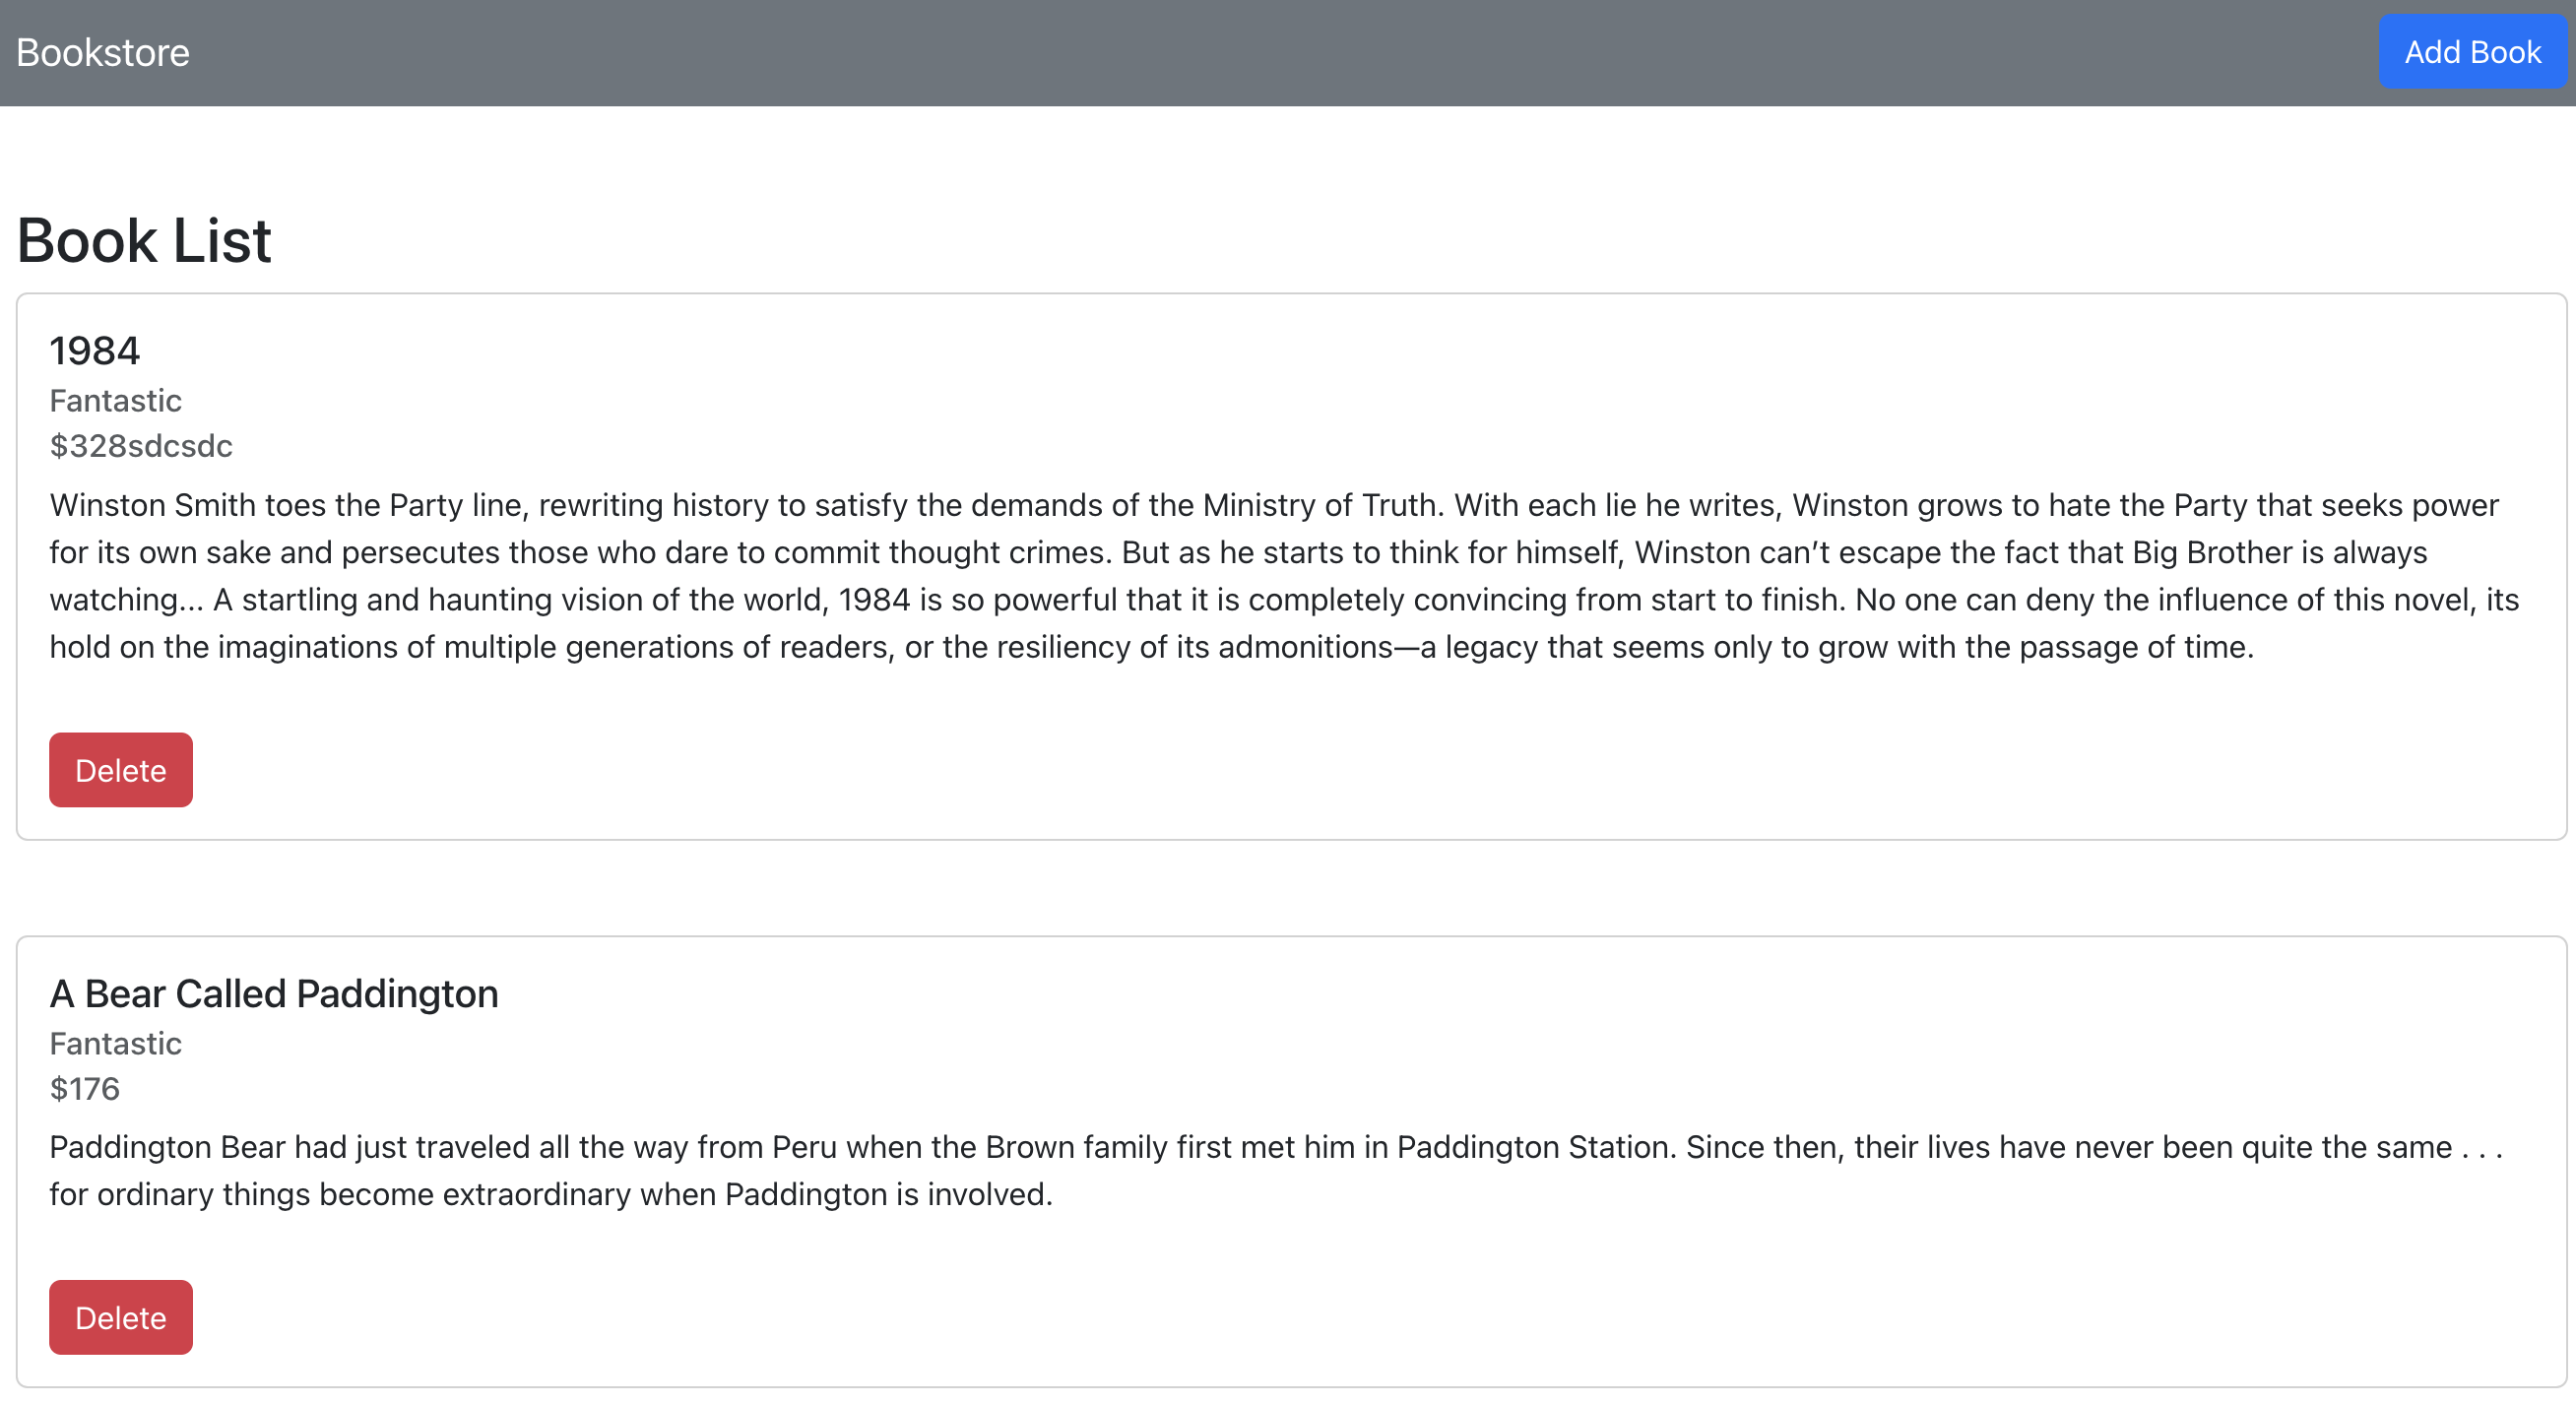 Bookstore
Add Book
Book List
1984
Fantastic
$328sdcsdc
Winston Smith toes the Party line, rewriting history to satisfy the demands of the Ministry of Truth. With each lie he writes, Winston grows to hate the Party that seeks power
for its own sake and persecutes those who dare to commit thought crimes. But as he starts to think for himself, Winston can’t escape the fact that Big Brother is always
watching... A startling and haunting vision of the world, 1984 is so powerful that it is completely convincing from start to finish. No one can deny the influence of this novel, its
hold on the imaginations of multiple generations of readers, or the resiliency of its admonitions—a legacy that seems only to grow with the passage of time.
Delete
A Bear Called Paddington
Fantastic
$176
Paddington Bear had just traveled all the way from Peru when the Brown family first met him in Paddington Station. Since then, their lives have never been quite the same . . .
for ordinary things become extraordinary when Paddington is involved.
Delete